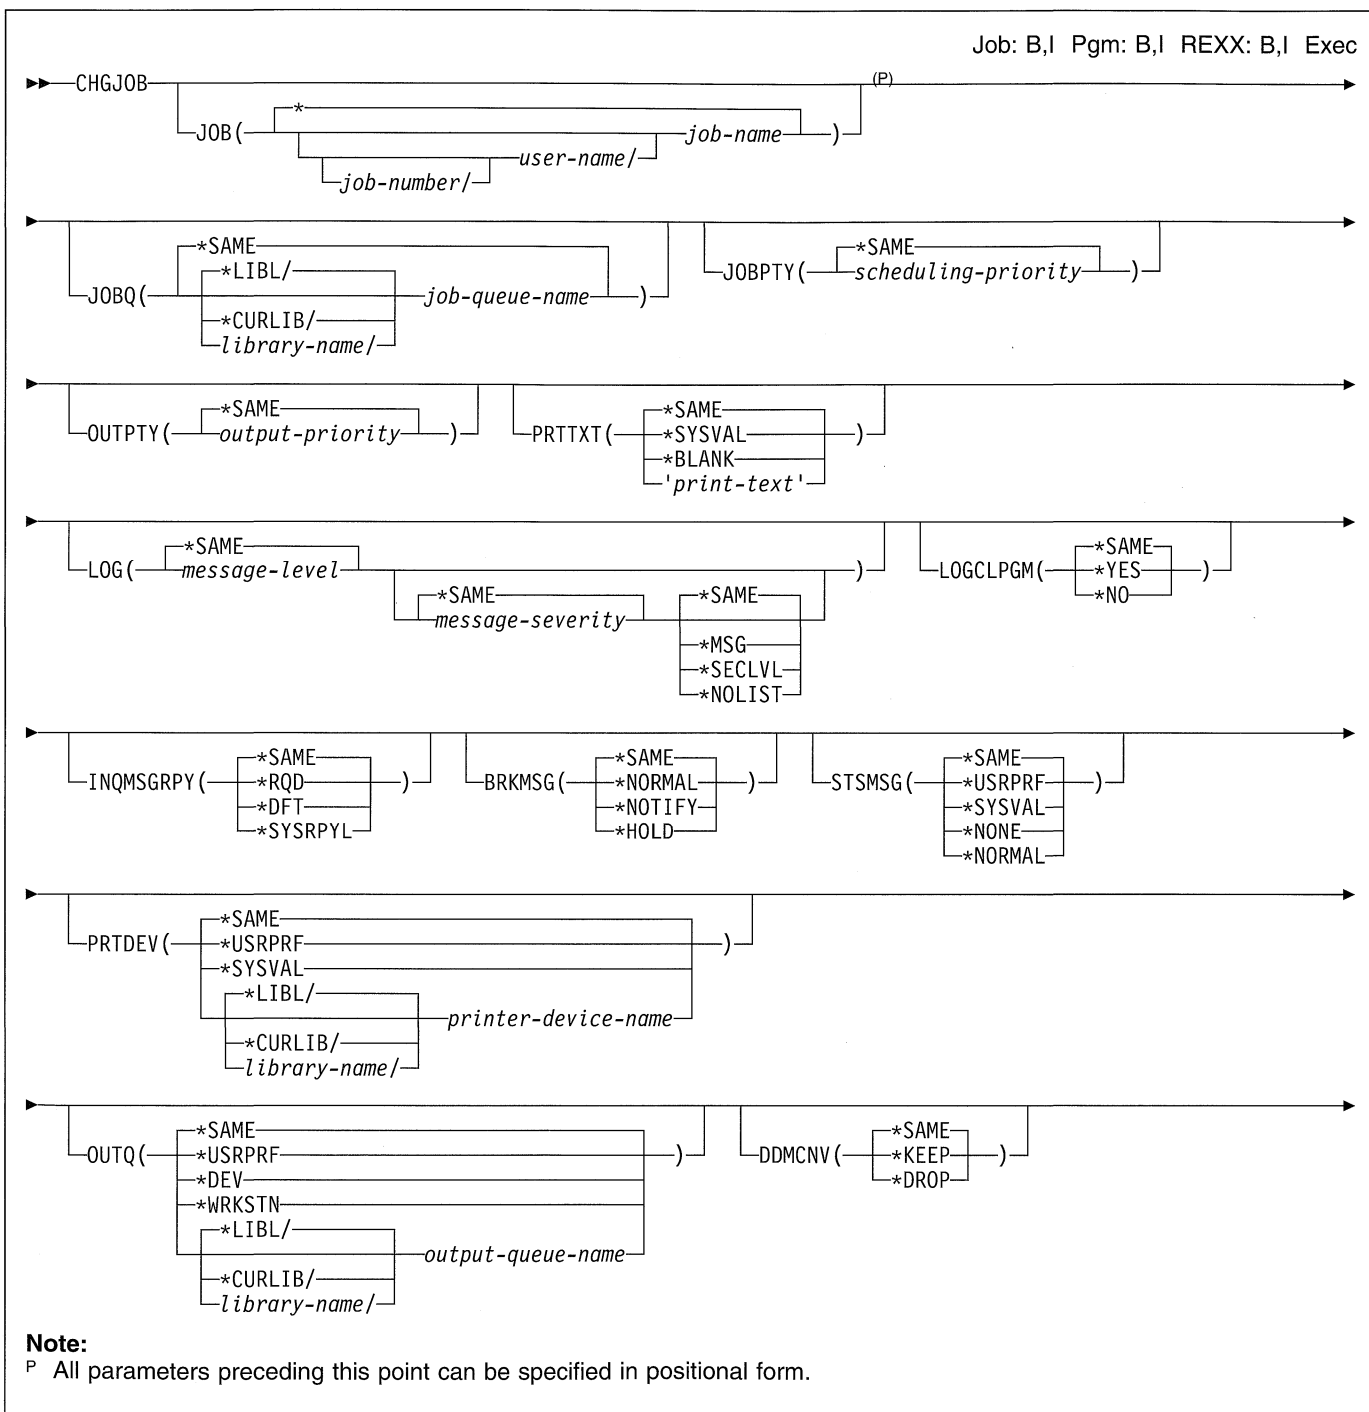 Job: B,I Pgm: B,I REXX: B,I Exec
CHGJOB
(P)
JOB(
*
job-name
)
user-name/
job-number/
JOBQ(
*SAME
*LIBL/
job-queue-name
)
*CURLIB/
library-name/
JOBPTY(
*SAME
scheduling-priority
)
OUTPTY(
*SAME
output-priority
)
PRTTXT(
*SAME
*SYSVAL
)
*BLANK
'print-text'
LOG(
*SAME
message-level
)
*SAME
message-severity
*SAME
*MSG
*SECLVL
*NOLIST
LOGCLPGM(
*SAME
*YES
)
*NO
INQMSGRPY(
*SAME
*RQD
)
*DFT
*SYSRPYL
BRKMSG(
*SAME
*NORMAL
)
*NOTIFY
*HOLD
STSMSG(
*SAME
*USRPRF
)
*SYSVAL
*NONE
*NORMAL
PRTDEV(
*SAME
*USRPRF
)
*SYSVAL
*LIBL/
printer-device-name
*CURLIB/
library-name/
OUTQ(
*SAME
*USRPRF
)
*DEV
*WRKSTN
*LIBL/
output-queue-name
*CURLIB/
library-name/
DDMCNV(
*SAME
*KEEP
)
*DROP
Note:
P All parameters preceding this point can be specified in positional form.